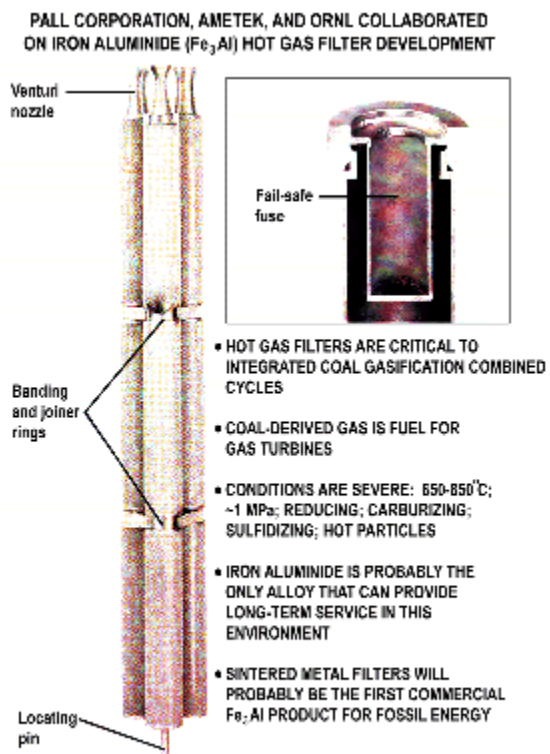 PALL CORPORATION, AMETEK, AND ORNL COLLABORATED
ON IRON ALUMINIDE (Fe₃Al) HOT GAS FILTER DEVELOPMENT
Venturi
nozzle
Fail-safe
fuse
Banding
and joiner
rings
Locating
pin
• HOT GAS FILTERS ARE CRITICAL TO
INTEGRATED COAL GASIFICATION COMBINED
CYCLES
• COAL-DERIVED GAS IS FUEL FOR
GAS TURBINES
• CONDITIONS ARE SEVERE: 650-850°C;
~1 MPa; REDUCING; CARBURIZING;
SULFIDIZING; HOT PARTICLES
• IRON ALUMINIDE IS PROBABLY THE
ONLY ALLOY THAT CAN PROVIDE
LONG-TERM SERVICE IN THIS
ENVIRONMENT
• SINTERED METAL FILTERS WILL
PROBABLY BE THE FIRST COMMERCIAL
Fe₃Al PRODUCT FOR FOSSIL ENERGY